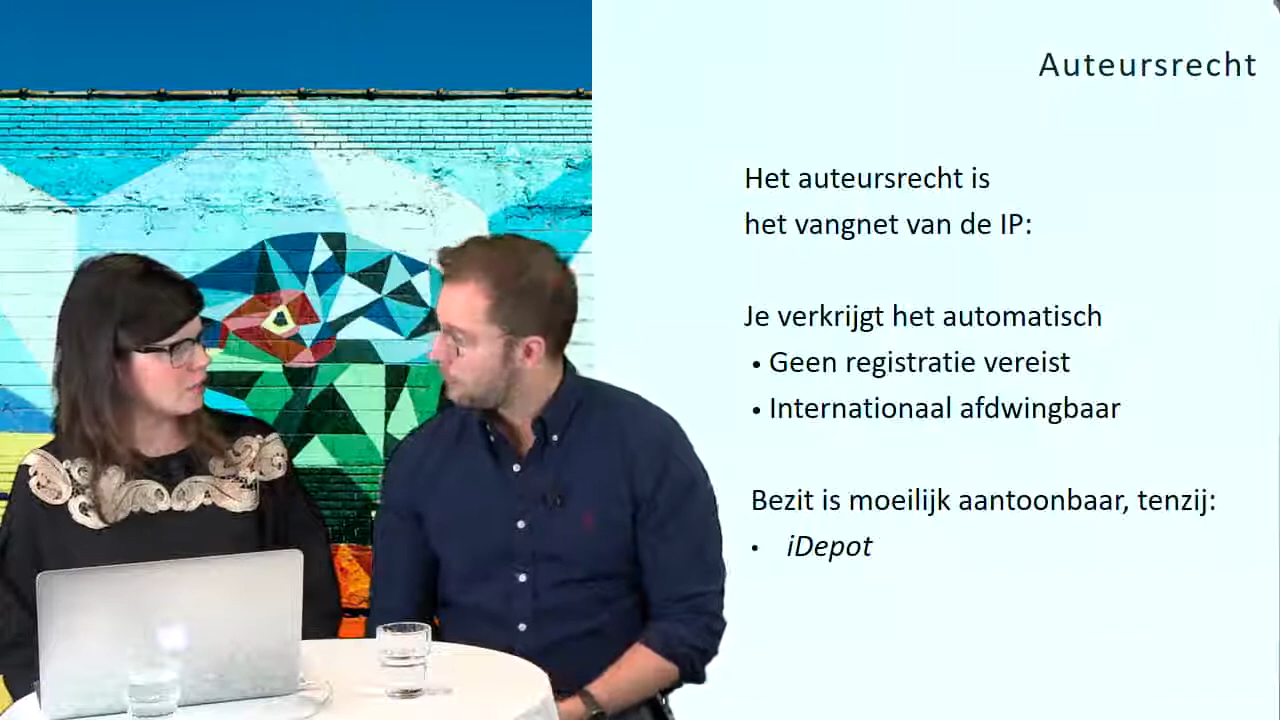 Auteursrecht
Het auteursrecht is
het vangnet van de IP:
Je verkrijgt het automatisch
• Geen registratie vereist
• Internationaal afdwingbaar
Bezit is moeilijk aantoonbaar, tenzij:
• iDepot